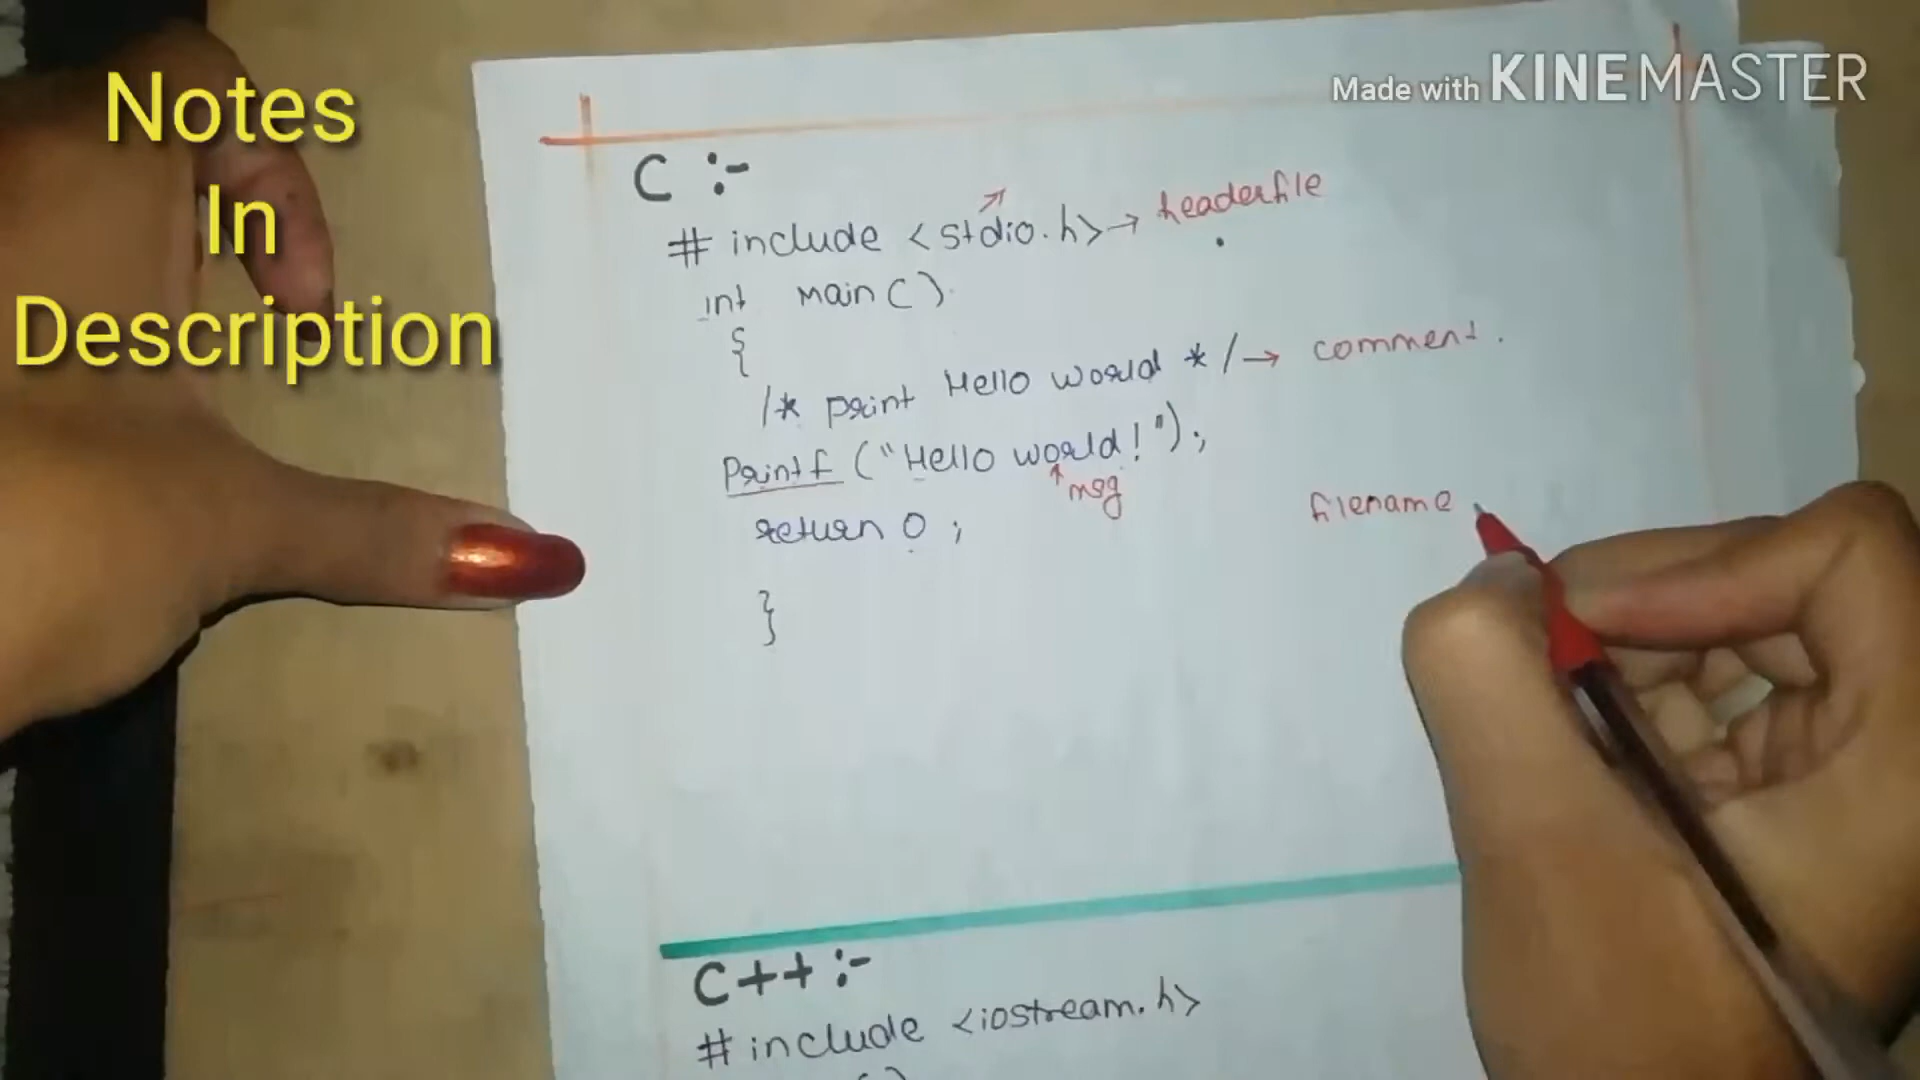 Notes
In
Description
Made with KINEMASTER
C :-
# include <stdio.h> → headerfile
int main()
{
/* print Hello world */ → comment.
Printf ("Hello world!");
↑ msg
filename
return 0 ;
}
C++ :-
# include <iostream.h>